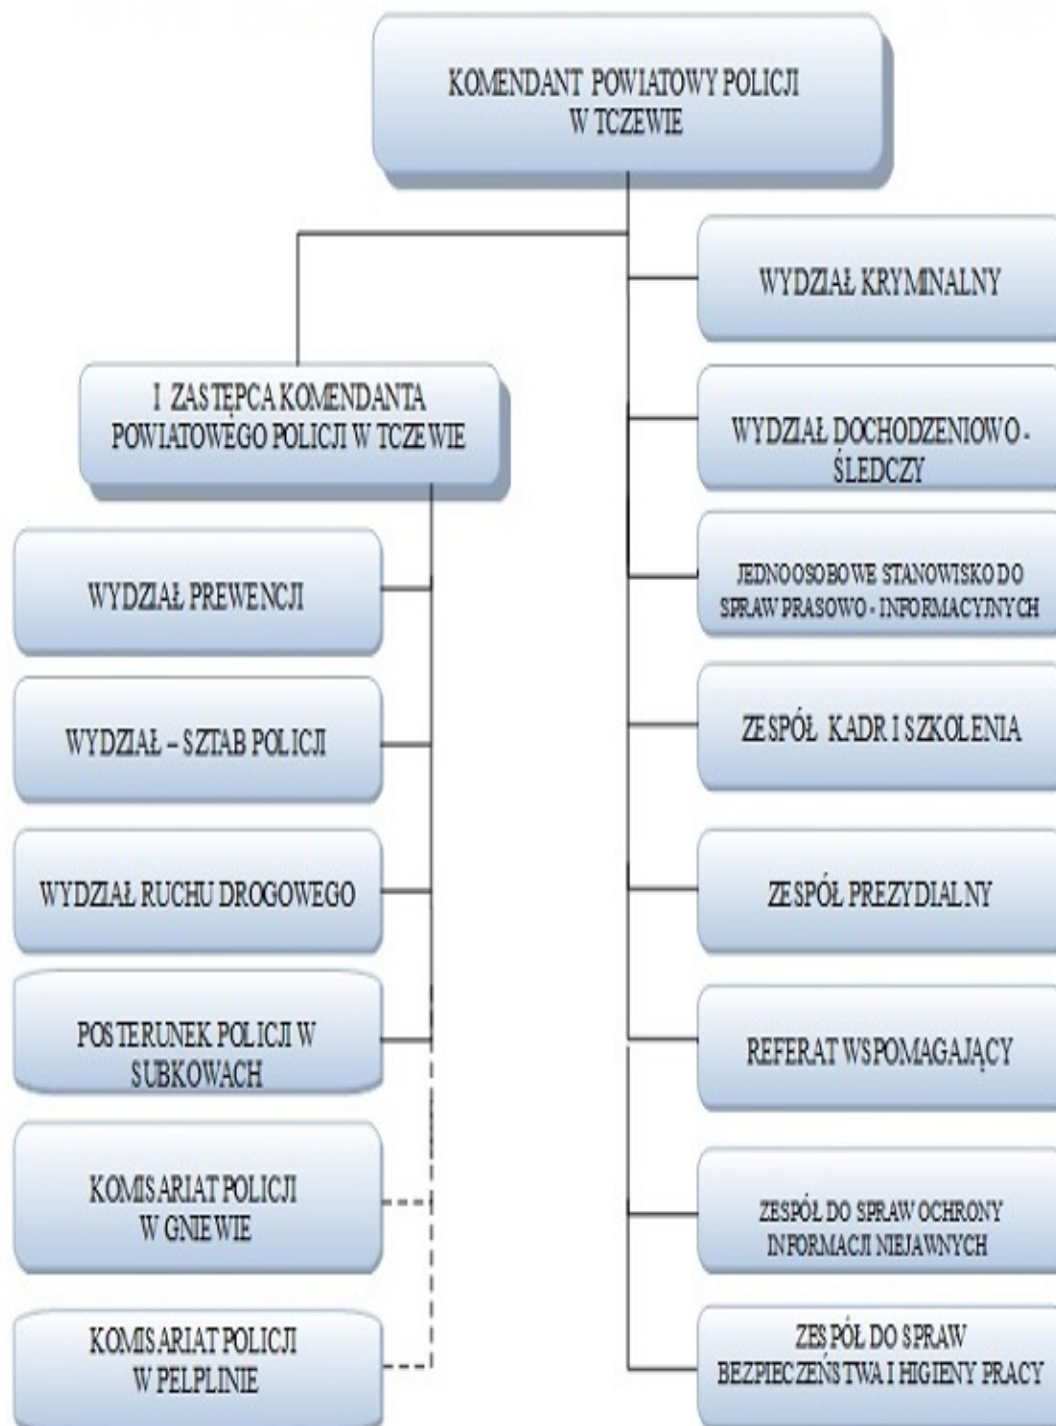 KOMENDANT POWIATOWY POLICJI
W TCZEWIE
I ZASTĘPCA KOMENDANTA
POWIATOWEGO POLICJI W TCZEWIE
WYDZIAŁ PREWENCJI
WYDZIAŁ – SZTAB POLICJI
WYDZIAŁ RUCHU DROGOWEGO
POSTERUNEK POLICJI W
SUBKOWACH
KOMISARIAT POLICJI
W GNIEWIE
KOMISARIAT POLICJI
W PELPLINIE
WYDZIAŁ KRYMINALNY
WYDZIAŁ DOCHODZENIOWO -
ŚLEDCZY
JEDNOOSOBOWE STANOWISKO DO
SPRAW PRASOWO - INFORMACYJNYCH
ZESPÓŁ KADR I SZKOLENIA
ZESPÓŁ PREZYDIALNY
REFERAT WSPOMAGAJĄCY
ZESPÓŁ DO SPRAW OCHRONY
INFORMACJI NIEJAWNYCH
ZESPÓŁ DO SPRAW
BEZPIECZEŃSTWA I HIGIENY PRACY